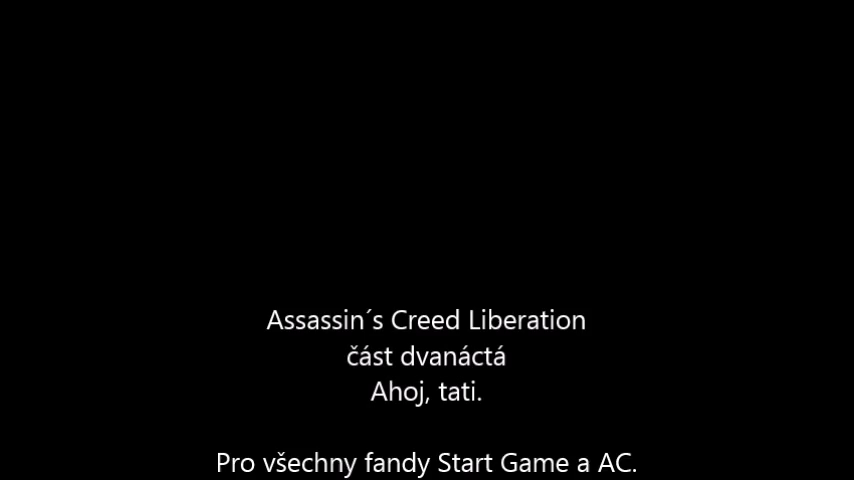 Assassin´s Creed Liberation
část dvanáctá
Ahoj, tati.
Pro všechny fandy Start Game a AC.